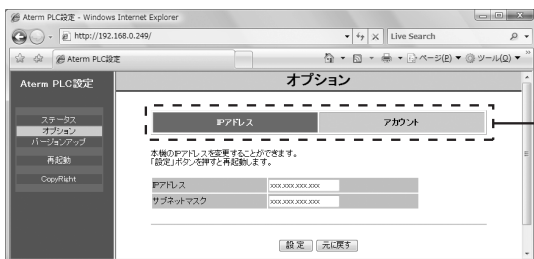 Aterm PLC設定 - Windows Internet Explorer
http://192.168.0.249/
Live Search
Aterm PLC設定
ページ(P)
ツール(O)
Aterm PLC設定
オプション
ステータス
オプション
バージョンアップ
再起動
CopyRight
IPアドレス
アカウント
本機のIPアドレスを変更することができます。
「設定」ボタンを押すと再起動します。
IPアドレス
xxx.xxx.xxx.xxx
サブネットマスク
xxx.xxx.xxx.xxx
設定
元に戻す